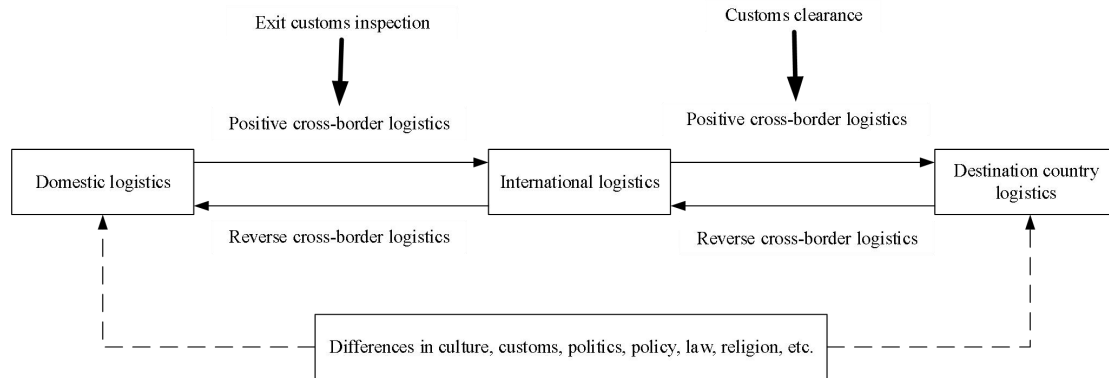 Exit customs inspection
Customs clearance
Positive cross-border logistics
Positive cross-border logistics
Domestic logistics
International logistics
Destination country
logistics
Reverse cross-border logistics
Reverse cross-border logistics
Differences in culture, customs, politics, policy, law, religion, etc.